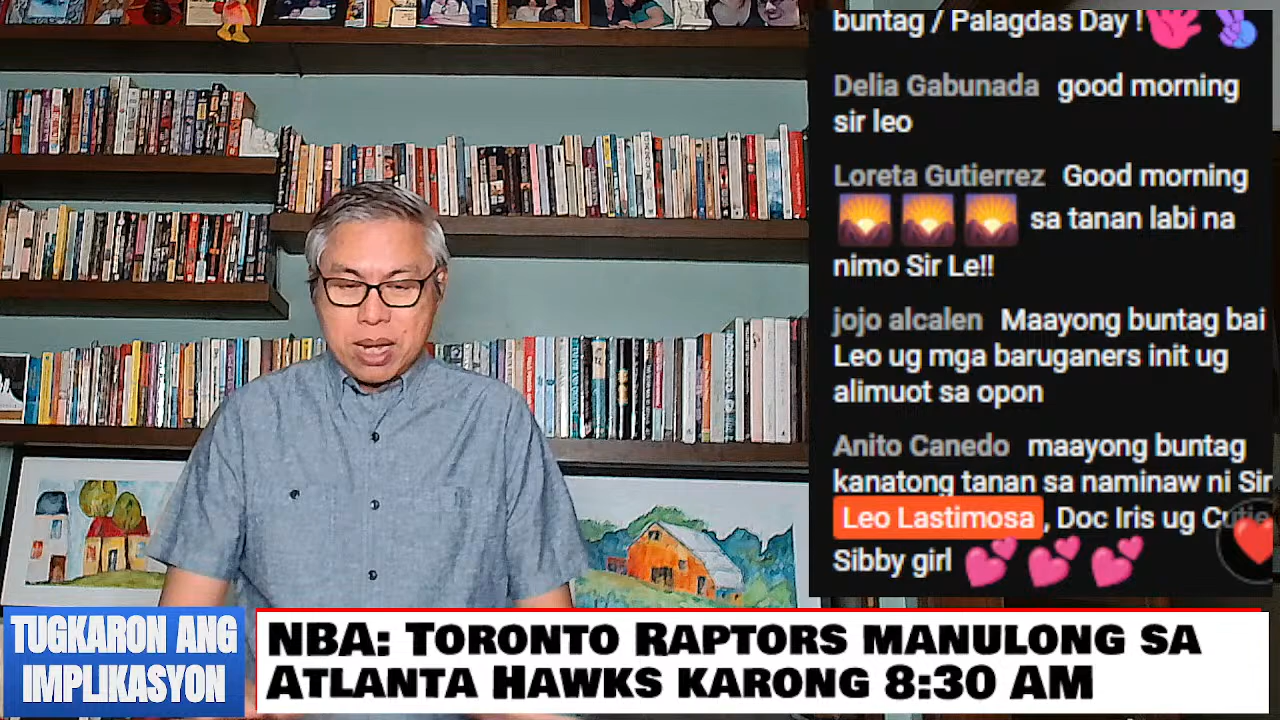 buntag / Palagdas Day !
Delia Gabunada good morning
sir leo
Loreta Gutierrez Good morning
sa tanan labi na
nimo Sir Le!!
jojo alcalen Maayong buntag bai
Leo ug mga baruganers init ug
alimuot sa opon
Anito Canedo maayong buntag
kanatong tanan sa naminaw ni Sir
Leo Lastimosa , Doc Iris ug Cutie
Sibby girl
TUGKARON ANG
IMPLIKASYON
NBA: TORONTO RAPTORS MANULONG SA
ATLANTA HAWKS KARONG 8:30 AM